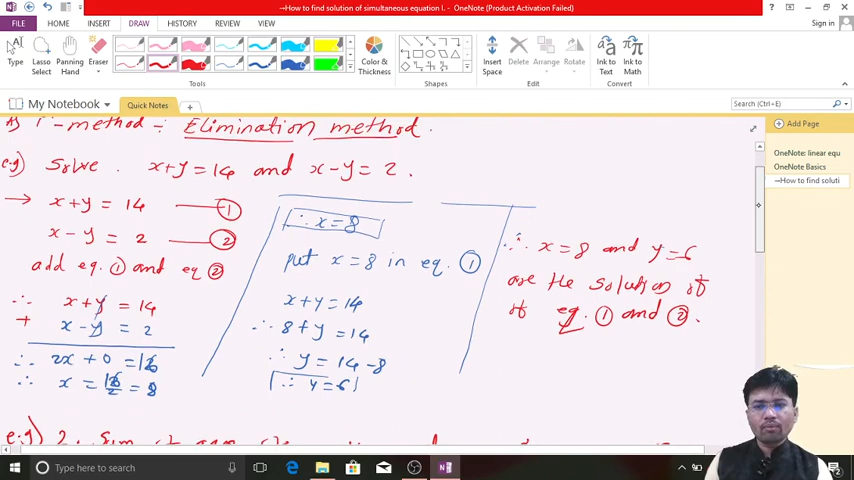 →How to find solution of simultaneous equation I. - OneNote (Product Activation Failed)
FILE HOME INSERT DRAW HISTORY REVIEW VIEW
Sign in
Type
Lasso Select
Panning Hand
Eraser
Color & Thickness
Insert Space
Delete
Arrange
Rotate
Ink to Text
Ink to Math
Tools
Shapes
Edit
Convert
My Notebook
Quick Notes
Search (Ctrl+E)
Add Page
OneNote: linear equ
OneNote Basics
→How to find soluti
method :- Elimination method.
e.g) Solve. x+y = 14 and x-y = 2.
→ x+y = 14 — ①
x-y = 2 — ②
add eq. ① and eq ②
∴ x+y = 14
+ x-y = 2
∴ 2x + 0 = 16
∴ x = 16/2 = 8
∴ x = 8
put x=8 in eq. ①
x+y = 14
∴ 8+y = 14
∴ y = 14-8
∴ y = 6
∴ x=8 and y=6
are the solution of
of eq. ① and ②.
e.g) 2.
Type here to search